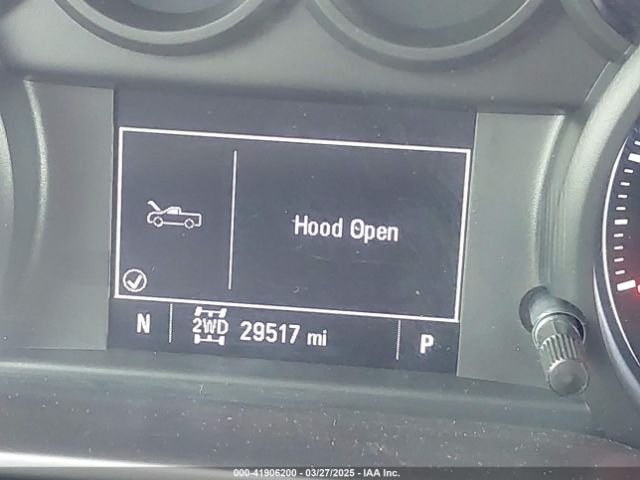 Hood Open
N 2WD 29517 mi P
000-41906200 - 03/27/2025 - IAA Inc.